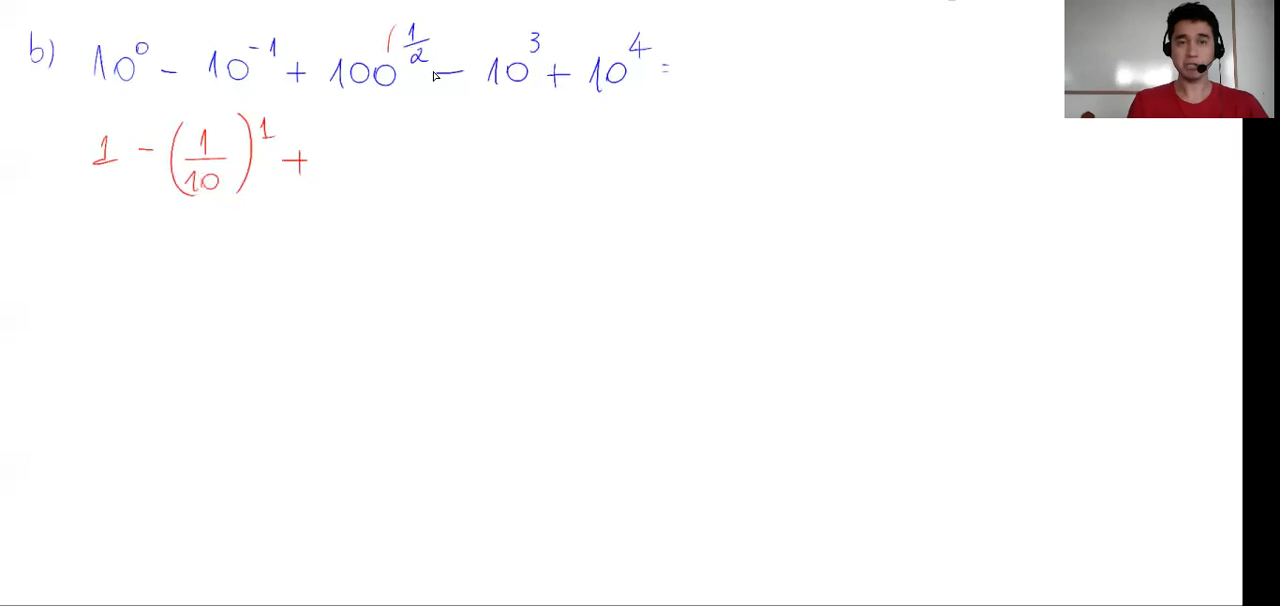 b) 10⁰ - 10⁻¹ + 100^(1/2 - 10³ + 10⁴ =
1 - (1/10)¹ +